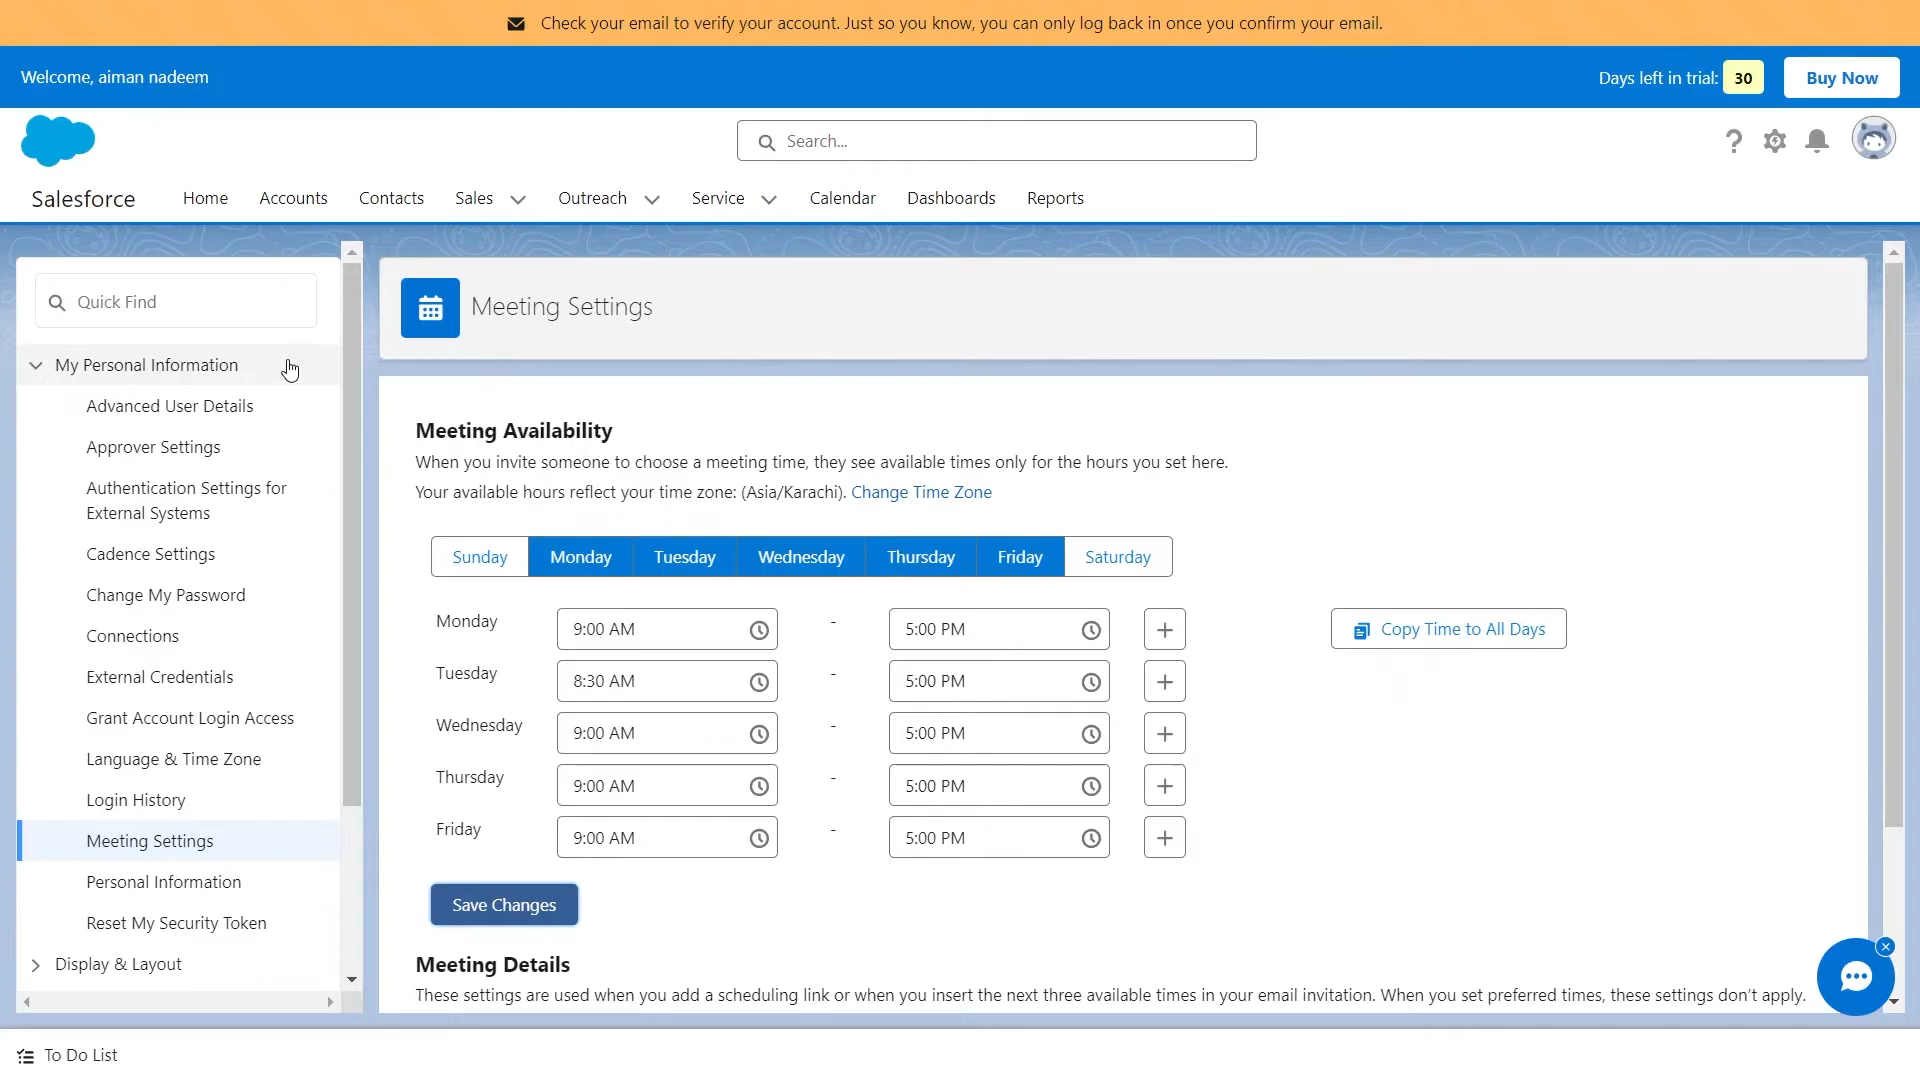 Check your email to verify your account. Just so you know, you can only log back in once you confirm your email.
Welcome, aiman nadeem
Days left in trial: 30
Buy Now
Search...
Salesforce
Home
Accounts
Contacts
Sales
Outreach
Service
Calendar
Dashboards
Reports
Quick Find
My Personal Information
Advanced User Details
Approver Settings
Authentication Settings for
External Systems
Cadence Settings
Change My Password
Connections
External Credentials
Grant Account Login Access
Language & Time Zone
Login History
Meeting Settings
Personal Information
Reset My Security Token
Display & Layout
Meeting Settings
Meeting Availability
When you invite someone to choose a meeting time, they see available times only for the hours you set here.
Your available hours reflect your time zone: (Asia/Karachi). Change Time Zone
Sunday Monday Tuesday Wednesday Thursday Friday Saturday
Monday 9:00 AM - 5:00 PM +
Copy Time to All Days
Tuesday 8:30 AM - 5:00 PM +
Wednesday 9:00 AM - 5:00 PM +
Thursday 9:00 AM - 5:00 PM +
Friday 9:00 AM - 5:00 PM +
Save Changes
Meeting Details
These settings are used when you add a scheduling link or when you insert the next three available times in your email invitation. When you set preferred times, these settings don't apply.
To Do List